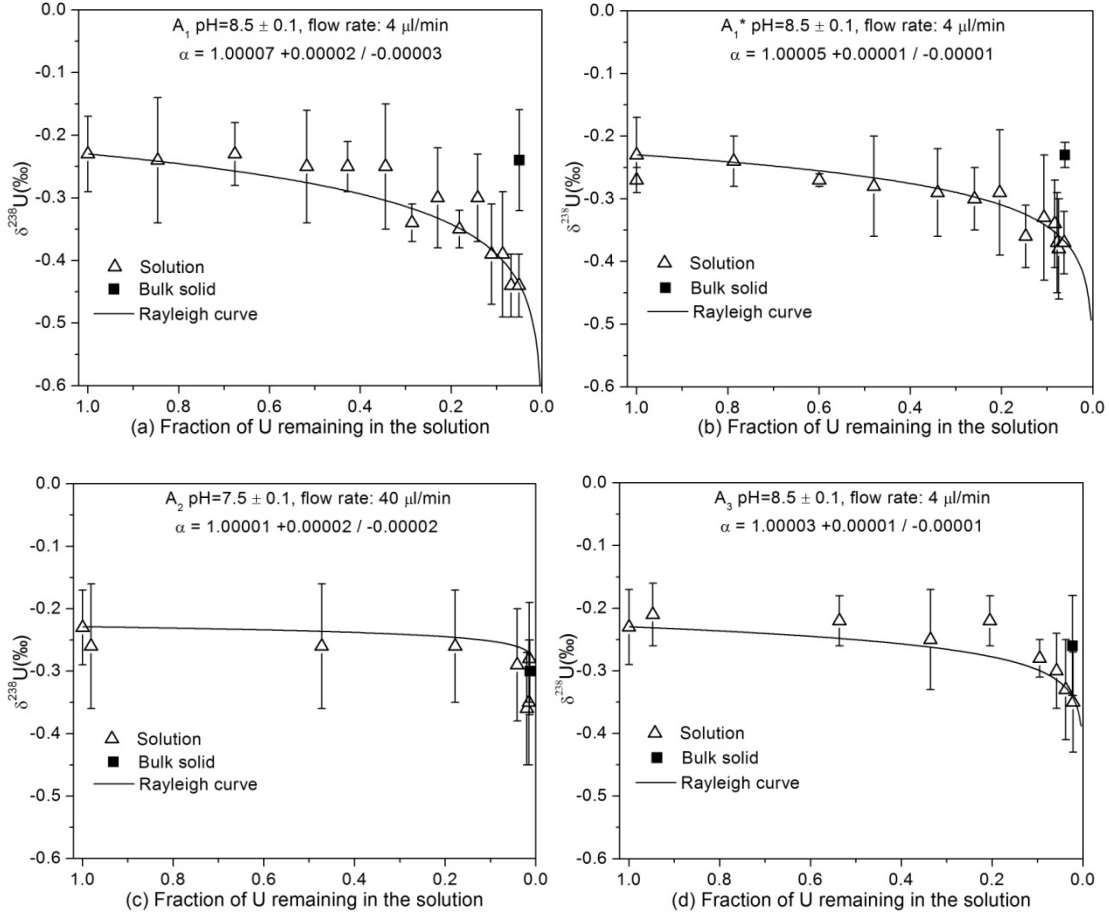 A₁ pH=8.5 ± 0.1, flow rate: 4 μl/min
α = 1.00007 +0.00002 / -0.00003
δ²³⁸U(‰)
0.0
-0.1
-0.2
-0.3
-0.4
-0.5
-0.6
Solution
Bulk solid
Rayleigh curve
1.0 0.8 0.6 0.4 0.2 0.0
(a) Fraction of U remaining in the solution
A₁* pH=8.5 ± 0.1, flow rate: 4 μl/min
α = 1.00005 +0.00001 / -0.00001
δ²³⁸U(‰)
0.0
-0.1
-0.2
-0.3
-0.4
-0.5
-0.6
Solution
Bulk solid
Rayleigh curve
1.0 0.8 0.6 0.4 0.2 0.0
(b) Fraction of U remaining in the solution
A₂ pH=7.5 ± 0.1, flow rate: 40 μl/min
α = 1.00001 +0.00002 / -0.00002
δ²³⁸U(‰)
0.0
-0.1
-0.2
-0.3
-0.4
-0.5
-0.6
Solution
Bulk solid
Rayleigh curve
1.0 0.8 0.6 0.4 0.2 0.0
(c) Fraction of U remaining in the solution
A₃ pH=8.5 ± 0.1, flow rate: 4 μl/min
α = 1.00003 +0.00001 / -0.00001
δ²³⁸U(‰)
0.0
-0.1
-0.2
-0.3
-0.4
-0.5
-0.6
Solution
Bulk solid
Rayleigh curve
1.0 0.8 0.6 0.4 0.2 0.0
(d) Fraction of U remaining in the solution